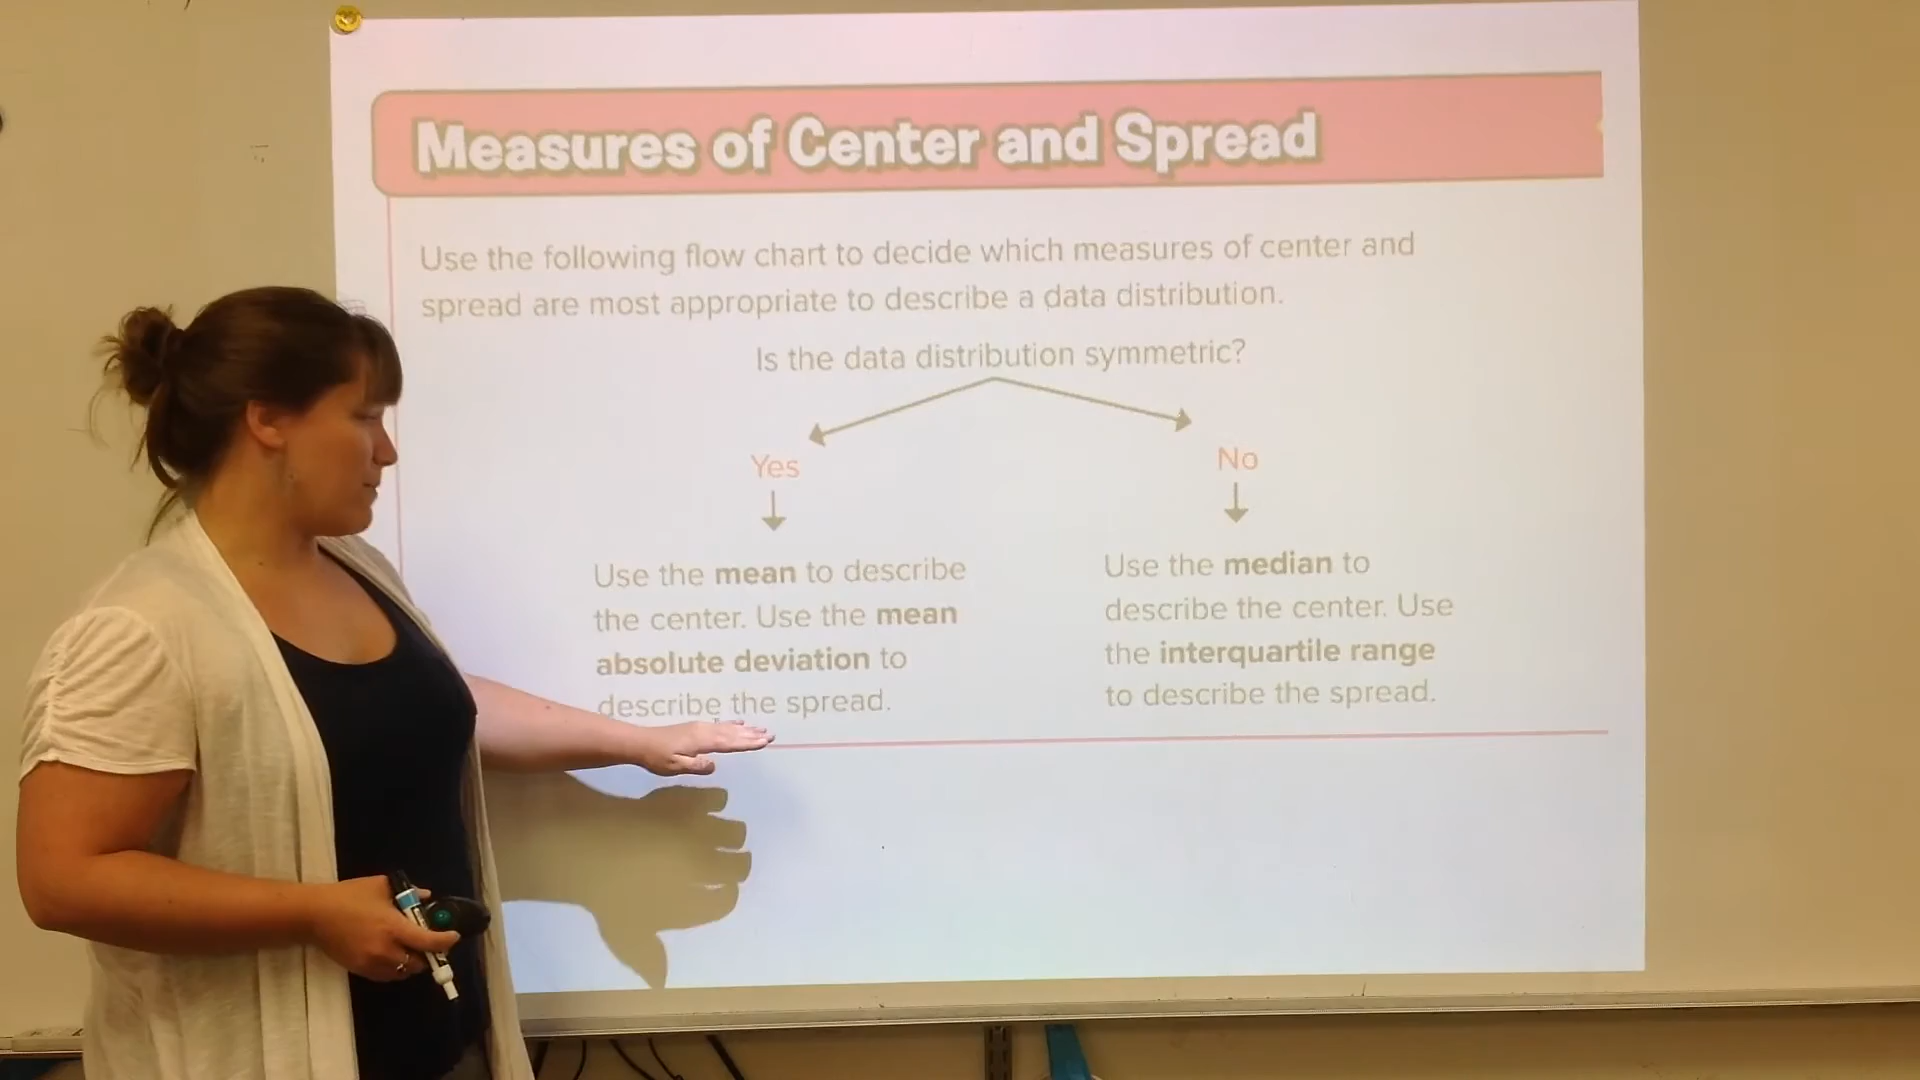 Measures of Center and Spread
Use the following flow chart to decide which measures of center and
spread are most appropriate to describe a data distribution.
Is the data distribution symmetric?
Yes
No
Use the mean to describe
the center. Use the mean
absolute deviation to
describe the spread.
Use the median to
describe the center. Use
the interquartile range
to describe the spread.